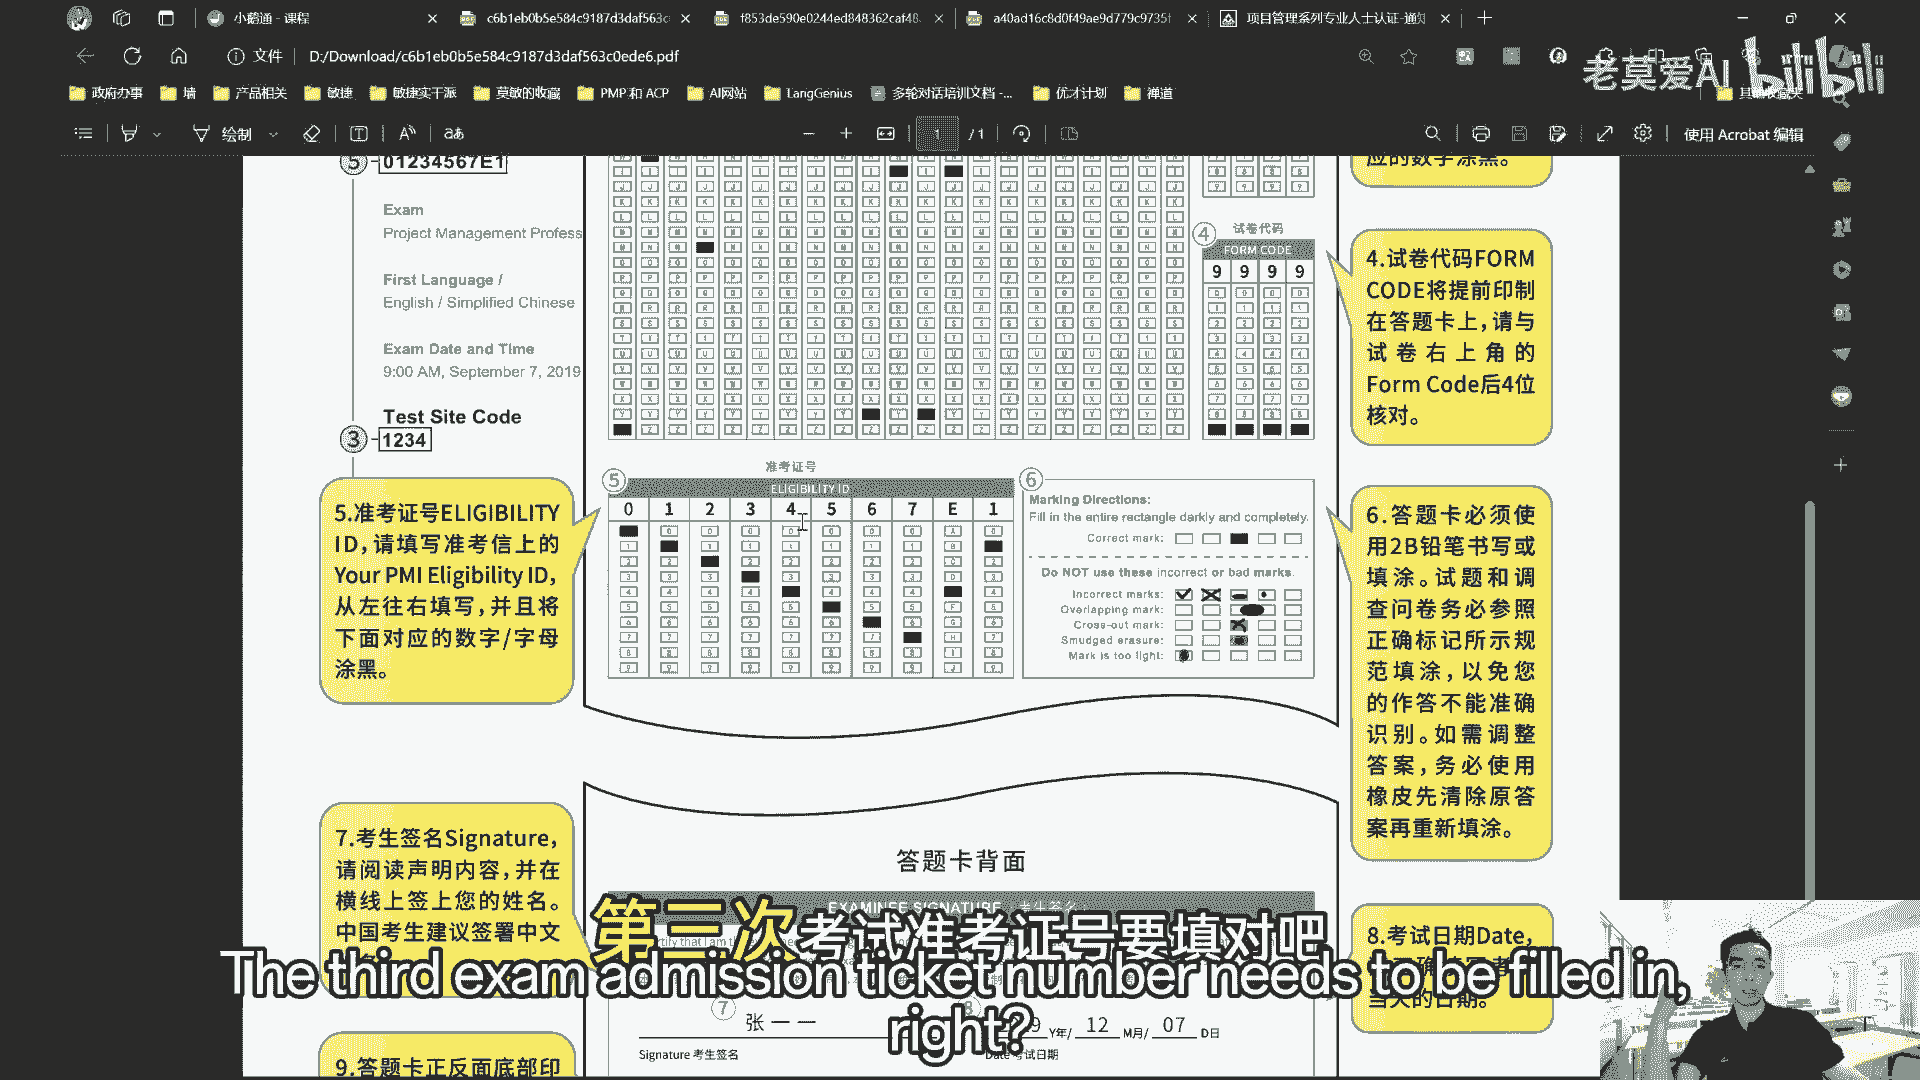 小鹅通 - 课程
c6b1eb0b5e584c9187d3daf563c
f853de590e0244ed848362caf48
a40ad16c8d0f49ae9d779c9735f
项目管理系列专业人士认证-通知
文件
D:/Download/c6b1eb0b5e584c9187d3daf563c0ede6.pdf
老莫爱AI bilibili
政府办事
墙
产品相关
敏捷
敏捷实干派
莫敏的收藏
PMP 和 ACP
AI网站
LangGenius
多轮对话培训文档 -...
优才计划
禅道
绘制
1 / 1
使用 Acrobat 编辑
5 01234567E1
Exam
Project Management Profess
First Language /
English / Simplified Chinese
Exam Date and Time
9:00 AM, September 7, 2019
Test Site Code
3 1234
应的数字涂黑。
4 试卷代码
FORM CODE
9 9 9 9
4.试卷代码FORM
CODE将提前印制
在答题卡上,请与
试卷右上角的
Form Code后4位
核对。
5.准考证号ELIGIBILITY
ID,请填写准考信上的
Your PMI Eligibility ID,
从左往右填写,并且将
下面对应的数字/字母
涂黑。
准考证号
5 ELIGIBILITY ID
0 1 2 3 4 5 6 7 E 1
6
Marking Directions:
Fill in the entire rectangle darkly and completely.
Correct mark:
Do NOT use these incorrect or bad marks.
Incorrect marks:
Overlapping mark:
Cross-out mark:
Smudged erasure:
Mark is too light:
6.答题卡必须使
用2B铅笔书写或
填涂。试题和调
查问卷务必参照
正确标记所示规
范填涂,以免您
的作答不能准确
识别。如需调整
答案,务必使用
橡皮先清除原答
案再重新填涂。
7.考生签名Signature,
请阅读声明内容,并在
横线上签上您的姓名。
中国考生建议签署中文
答题卡背面
EXAMINEE SIGNATURE
8.考试日期Date,
当天的日期。
第三次考试准考证号要填对吧
The third exam admission ticket number needs to be filled in,
right?
7 张一一
Y年/ 12 M月/ 07 D日
Signature 考生签名
Date 考试日期
9.答题卡正反面底部印